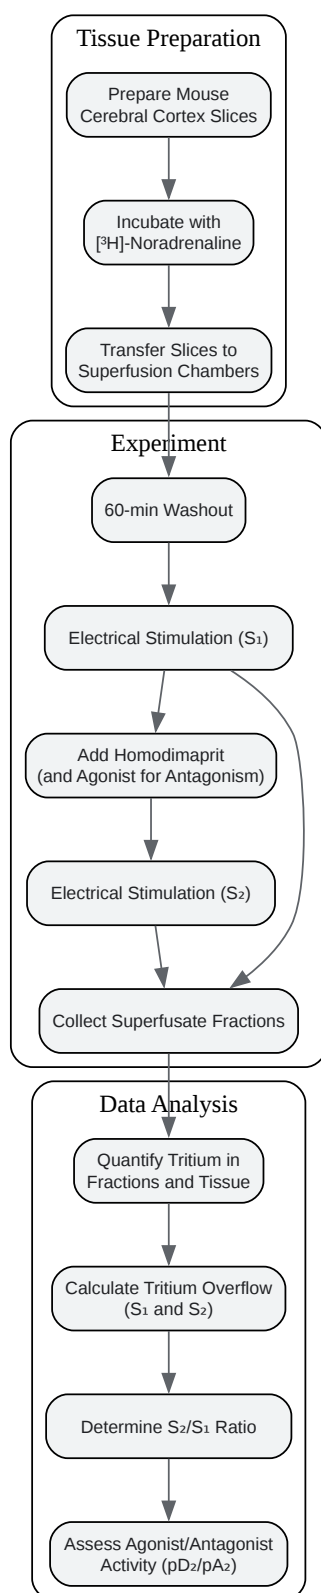 Tissue Preparation
Prepare Mouse
Cerebral Cortex Slices
Incubate with
[³H]-Noradrenaline
Transfer Slices to
Superfusion Chambers
Experiment
60-min Washout
Electrical Stimulation (S₁)
Add Homodimaprit
(and Agonist for Antagonism)
Electrical Stimulation (S₂)
Collect Superfusate Fractions
Data Analysis
Quantify Tritium in
Fractions and Tissue
Calculate Tritium Overflow
(S₁ and S₂)
Determine S₂/S₁ Ratio
Assess Agonist/Antagonist
Activity (pD₂/pA₂)